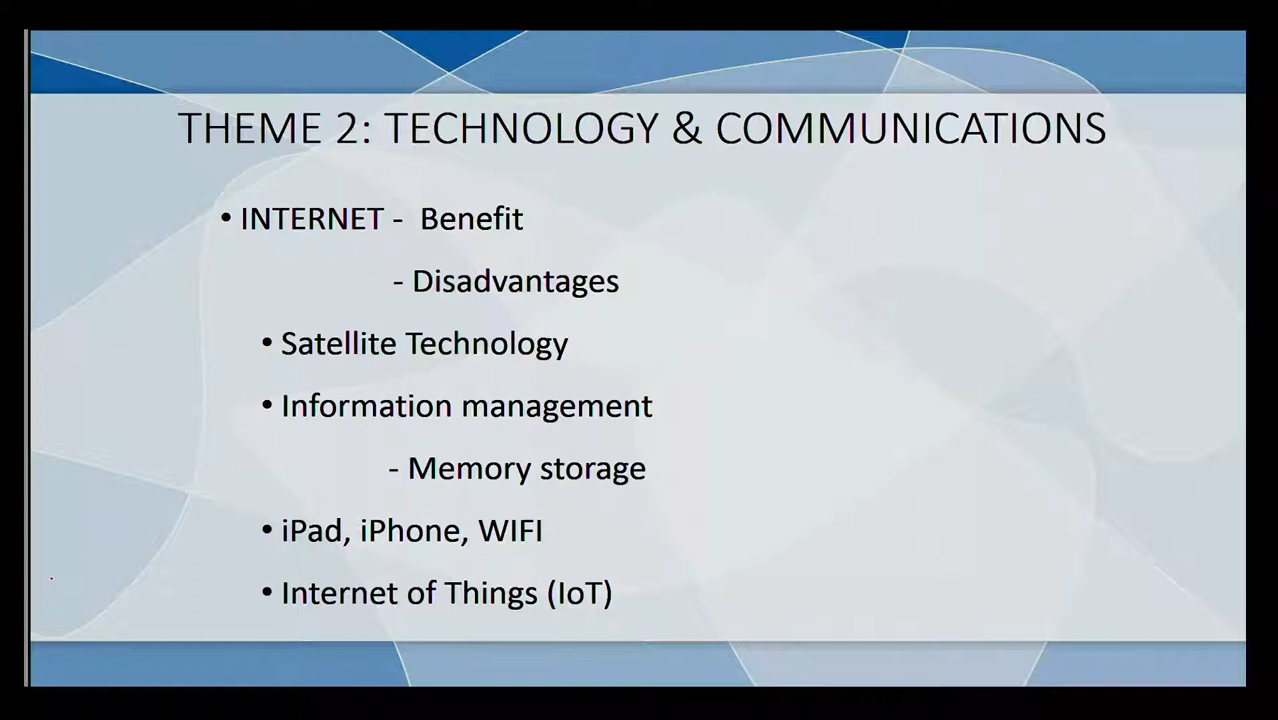 THEME 2: TECHNOLOGY & COMMUNICATIONS
• INTERNET - Benefit
- Disadvantages
• Satellite Technology
• Information management
- Memory storage
• iPad, iPhone, WIFI
• Internet of Things (IoT)